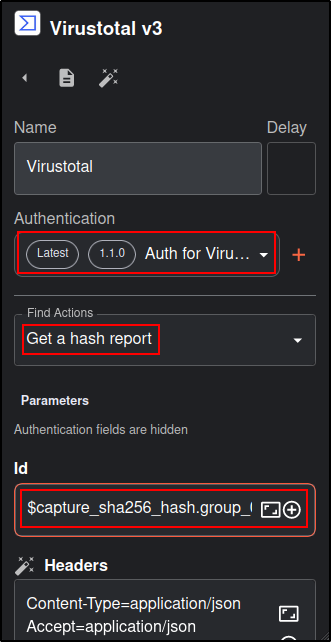 Virustotal v3
Name
Delay
Virustotal
Authentication
Latest 1.1.0 Auth for Viru...
Find Actions
Get a hash report
Parameters
Authentication fields are hidden
Id
$capture_sha256_hash.group_
Headers
Content-Type=application/json
Accept=application/json